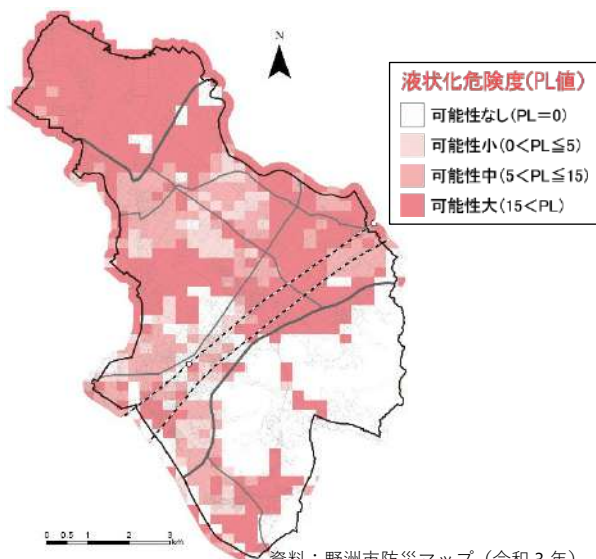 N
液状化危険度(PL値)
可能性なし(PL=0)
可能性小(0<PL≦5)
可能性中(5<PL≦15)
可能性大(15<PL)
0 0.5 1 2 3
km
資料：野洲市防災マップ（令和3年）